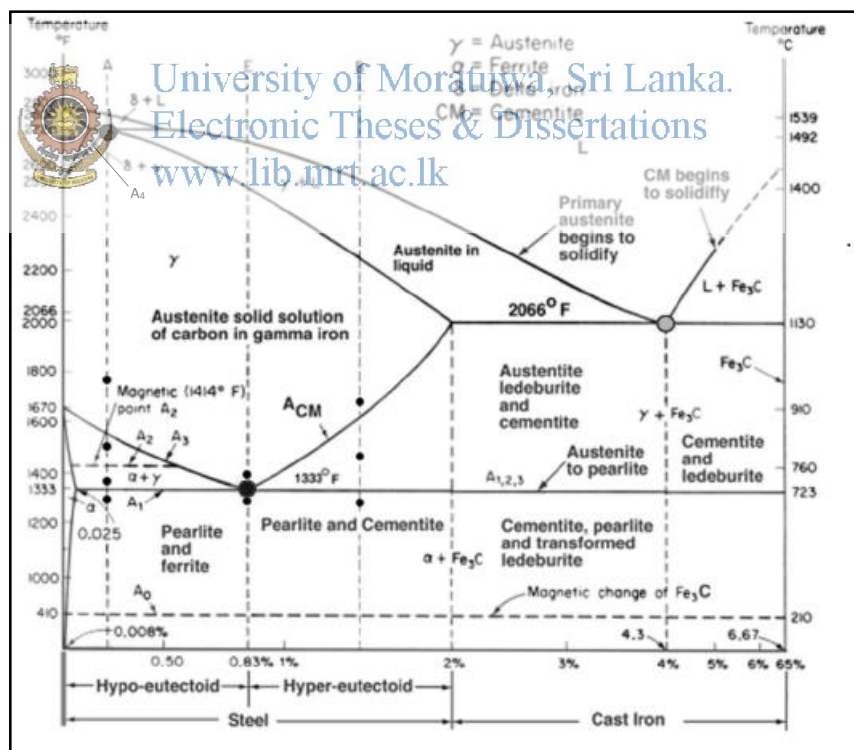 Temperature
°F
Temperature
°C
A
E
γ = Austenite
α = Ferrite
δ = Delta iron
CM = Cementite
University of Moratuwa, Sri Lanka.
Electronic Theses & Dissertations
www.lib.mrt.ac.lk
3000
δ + L
L
1539
1492
1400
A4
CM begins
to solidiffy
Primary
austenite
begins to
solidify
2400
Austenite in
liquid
γ
2200
2066
2000
L + Fe3C
2066° F
1130
Austenite solid solution
of carbon in gamma iron
1800
Austentite
ledeburite
and
cementite
Fe3C
Magnetic (1414° F)
point A2
ACM
γ + Fe3C
1670
1600
910
A2
A3
Austenite
to pearlite
Cementite
and
ledeburite
1400
α+γ
1333° F
A1,2,3
760
1333
A1
723
α
0.025
1200
Pearlite
and
ferrite
Pearlite and Cementite
Cementite, pearlite
and transformed
ledeburite
α + Fe3C
1000
A0
Magnetic change of Fe3C
410
210
0,008%
4.3
6.67
0.50
0.83%
1%
2%
3%
4%
5%
6%
65%
Hypo-eutectoid
Hyper-eutectoid
Steel
Cast Iron